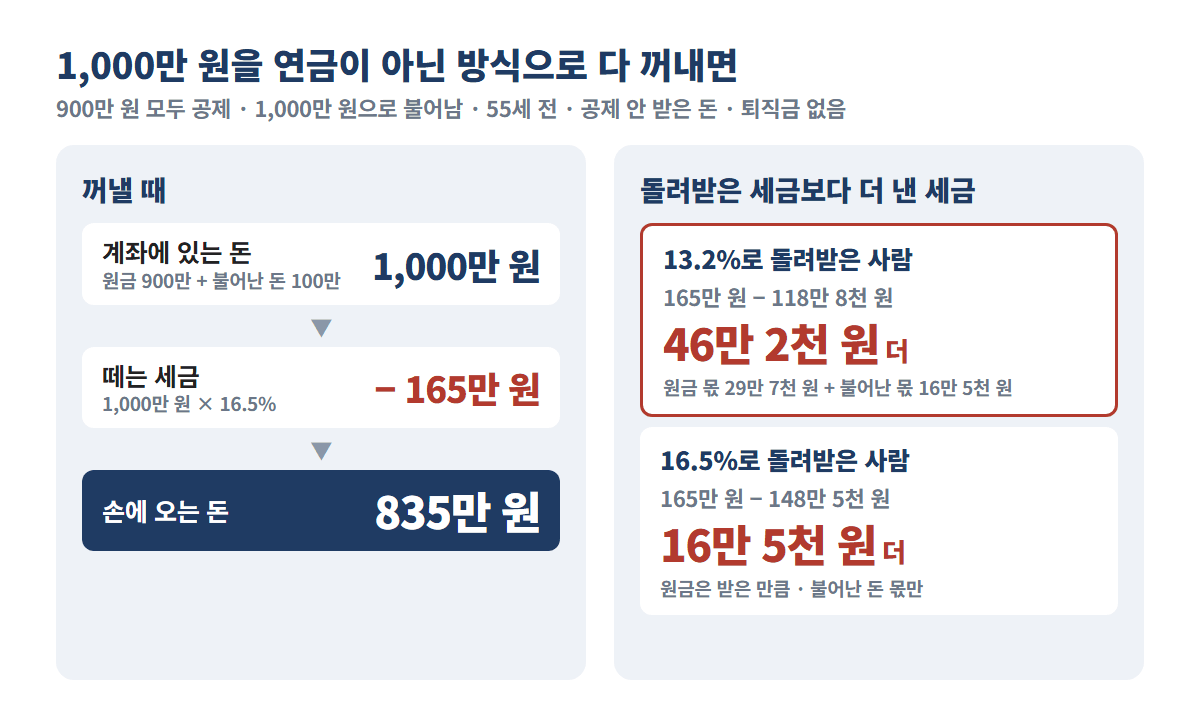 1,000만 원을 연금이 아닌 방식으로 다 꺼내면
900만 원 모두 공제 · 1,000만 원으로 불어남 · 55세 전 · 공제 안 받은 돈 · 퇴직금 없음
꺼낼 때
계좌에 있는 돈
원금 900만 + 불어난 돈 100만
1,000만 원
▼
떼는 세금
1,000만 원 × 16.5%
− 165만 원
▼
손에 오는 돈
835만 원
돌려받은 세금보다 더 낸 세금
13.2%로 돌려받은 사람
165만 원 − 118만 8천 원
46만 2천 원 더
원금 몫 29만 7천 원 + 불어난 몫 16만 5천 원
16.5%로 돌려받은 사람
165만 원 − 148만 5천 원
16만 5천 원 더
원금은 받은 만큼 · 불어난 돈 몫만